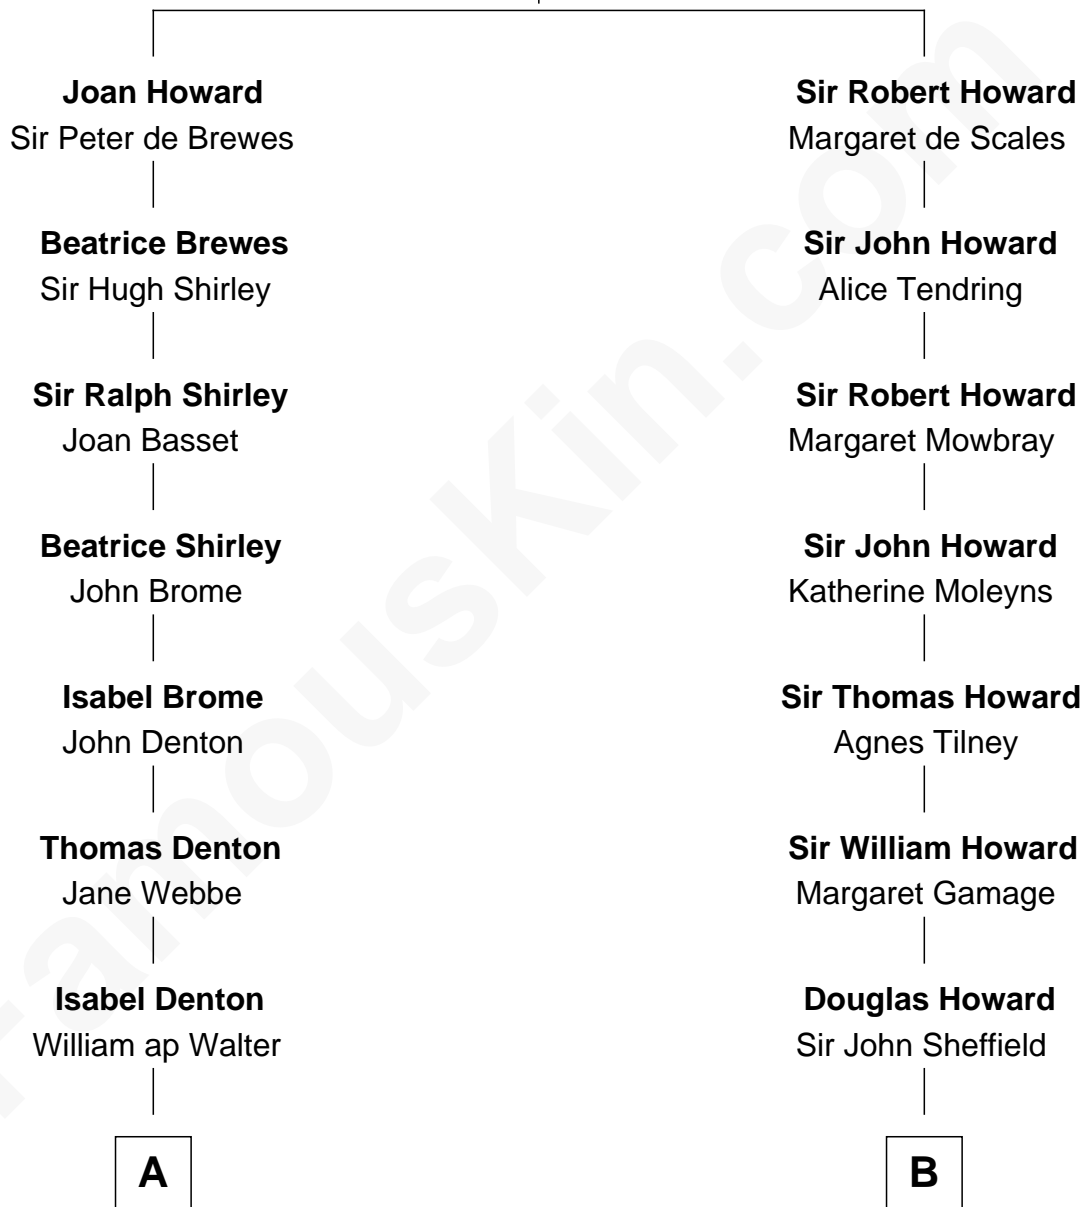 Joan Howard
Sir Peter de Brewes
Beatrice Brewes
Sir Hugh Shirley
Sir Ralph Shirley
Joan Basset
Beatrice Shirley
John Brome
Isabel Brome
John Denton
Thomas Denton
Jane Webbe
Isabel Denton
William ap Walter
A
Sir Robert Howard
Margaret de Scales
Sir John Howard
Alice Tendring
Sir Robert Howard
Margaret Mowbray
Sir John Howard
Katherine Moleyns
Sir Thomas Howard
Agnes Tilney
Sir William Howard
Margaret Gamage
Douglas Howard
Sir John Sheffield
B
FamousKin.com